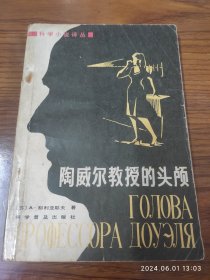 科学小说译丛
陶威尔教授的头颅
〔苏〕А·别利亚耶夫 著
科学普及出版社
ГОЛОВА
ПРОФЕССОРА ДОУЭЛЯ
2024.06.01 13:03